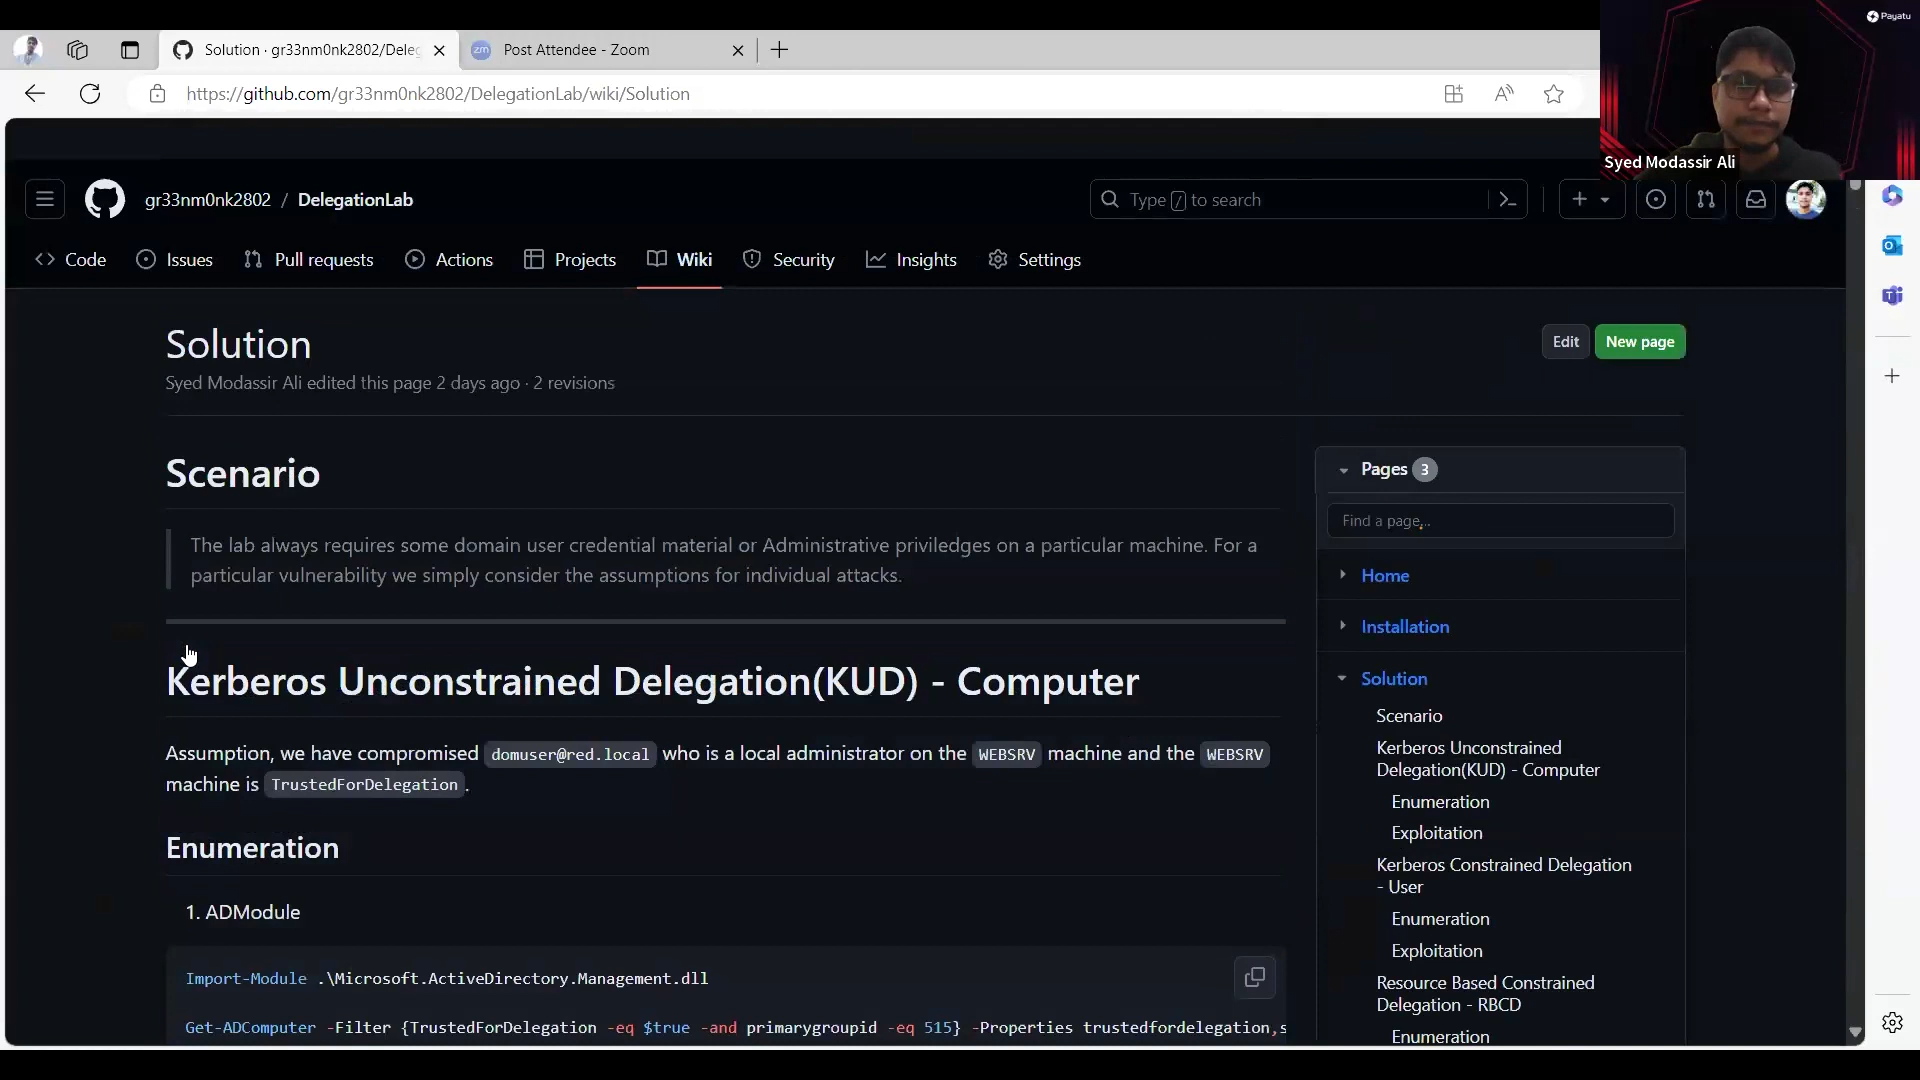 Payatu
Solution · gr33nm0nk2802/Deleg
Post Attendee - Zoom
https://github.com/gr33nm0nk2802/DelegationLab/wiki/Solution
Syed Modassir Ali
gr33nm0nk2802 / DelegationLab
Type / to search
Code
Issues
Pull requests
Actions
Projects
Wiki
Security
Insights
Settings
Solution
Edit
New page
Syed Modassir Ali edited this page 2 days ago · 2 revisions
Scenario
The lab always requires some domain user credential material or Administrative priviledges on a particular machine. For a
particular vulnerability we simply consider the assumptions for individual attacks.
Kerberos Unconstrained Delegation(KUD) - Computer
Assumption, we have compromised domuser@red.local who is a local administrator on the WEBSRV machine and the WEBSRV
machine is TrustedForDelegation.
Enumeration
1. ADModule
Import-Module .\Microsoft.ActiveDirectory.Management.dll
Get-ADComputer -Filter {TrustedForDelegation -eq $true -and primarygroupid -eq 515} -Properties trustedfordelegation,s
Pages 3
Find a page…
Home
Installation
Solution
Scenario
Kerberos Unconstrained
Delegation(KUD) - Computer
Enumeration
Exploitation
Kerberos Constrained Delegation
- User
Enumeration
Exploitation
Resource Based Constrained
Delegation - RBCD
Enumeration